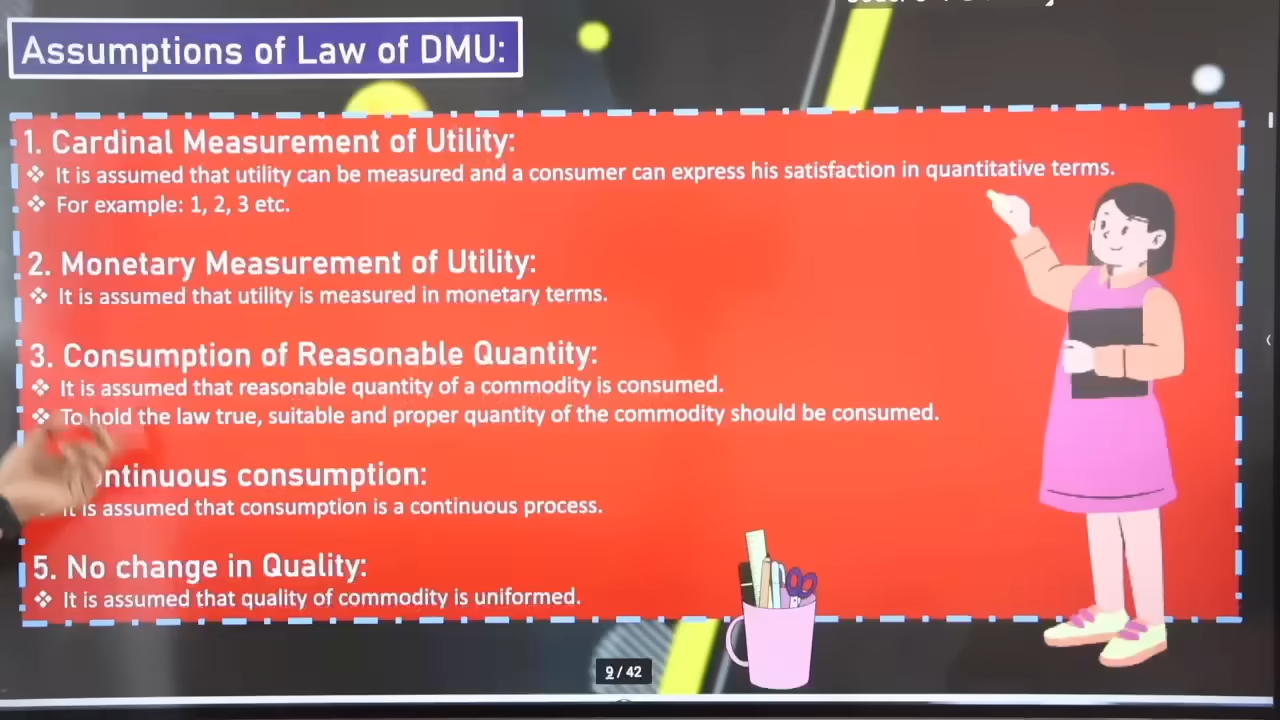 Assumptions of Law of DMU:
1. Cardinal Measurement of Utility:
❖ It is assumed that utility can be measured and a consumer can express his satisfaction in quantitative terms.
❖ For example: 1, 2, 3 etc.
2. Monetary Measurement of Utility:
❖ It is assumed that utility is measured in monetary terms.
3. Consumption of Reasonable Quantity:
❖ It is assumed that reasonable quantity of a commodity is consumed.
❖ To hold the law true, suitable and proper quantity of the commodity should be consumed.
ntinuous consumption:
It is assumed that consumption is a continuous process.
5. No change in Quality:
❖ It is assumed that quality of commodity is uniformed.
9 / 42